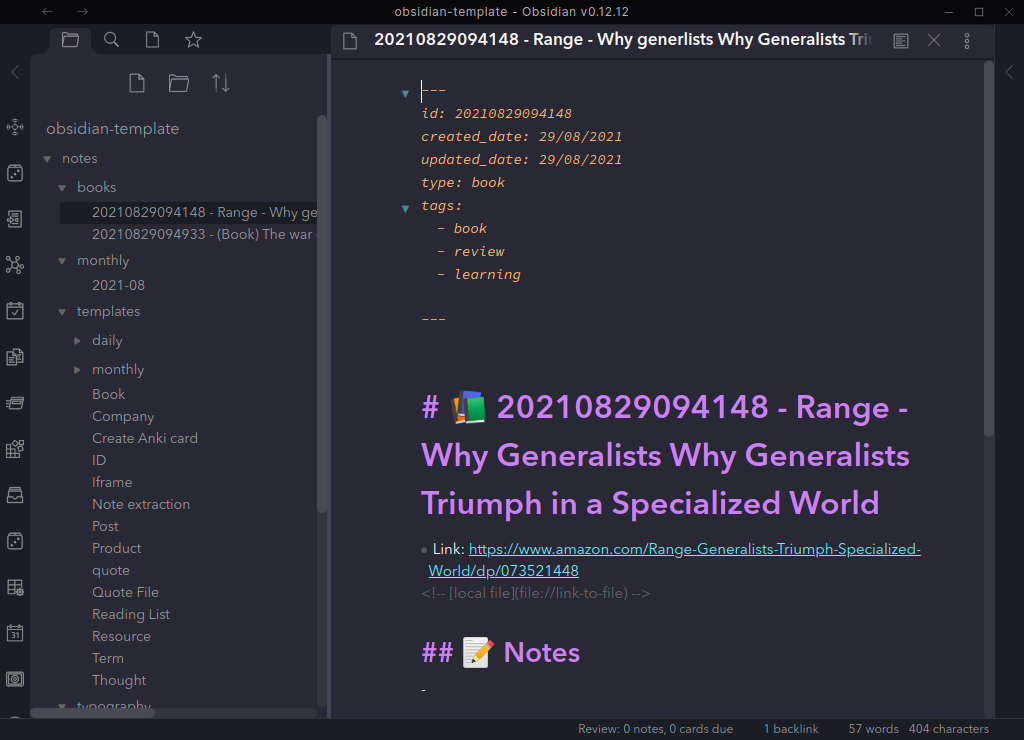 obsidian-template - Obsidian v0.12.12
20210829094148 - Range - Why generlists Why Generalists Tri
obsidian-template
notes
books
20210829094148 - Range - Why ge
20210829094933 - (Book) The war
monthly
2021-08
templates
daily
monthly
Book
Company
Create Anki card
ID
Iframe
Note extraction
Post
Product
quote
Quote File
Reading List
Resource
Term
Thought
typography
31
---
id: 20210829094148
created_date: 29/08/2021
updated_date: 29/08/2021
type: book
tags:
- book
- review
- learning
---
# 📚 20210829094148 - Range -
Why Generalists Why Generalists
Triumph in a Specialized World
Link: https://www.amazon.com/Range-Generalists-Triumph-Specialized-
World/dp/073521448
<!-- [local file](file://link-to-file) -->
## 📝 Notes
-
Review: 0 notes, 0 cards due 1 backlink 57 words 404 characters